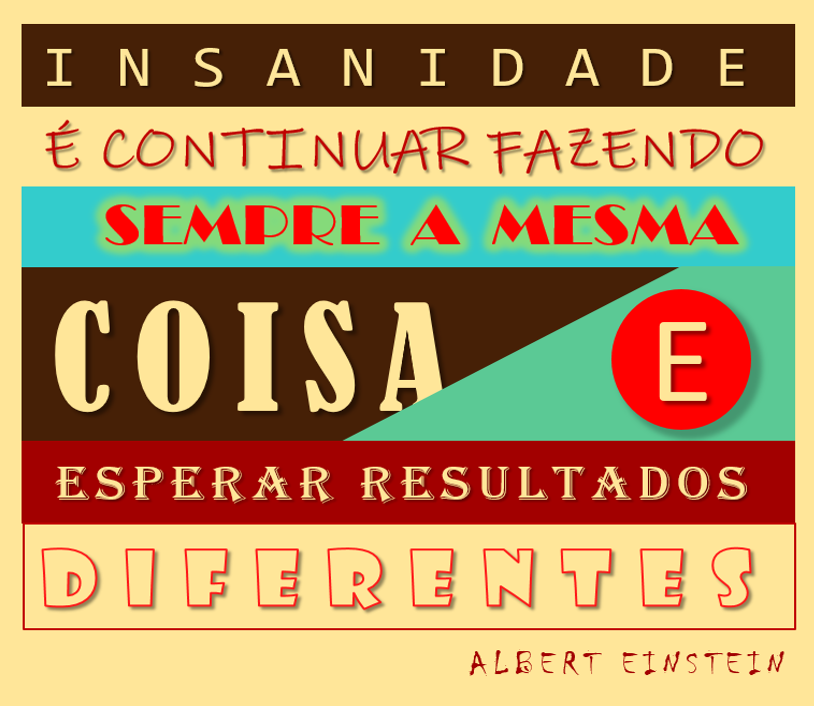 INSANIDADE
É CONTINUAR FAZENDO
SEMPRE A MESMA
COISA E
ESPERAR RESULTADOS
DIFERENTES
ALBERT EINSTEIN